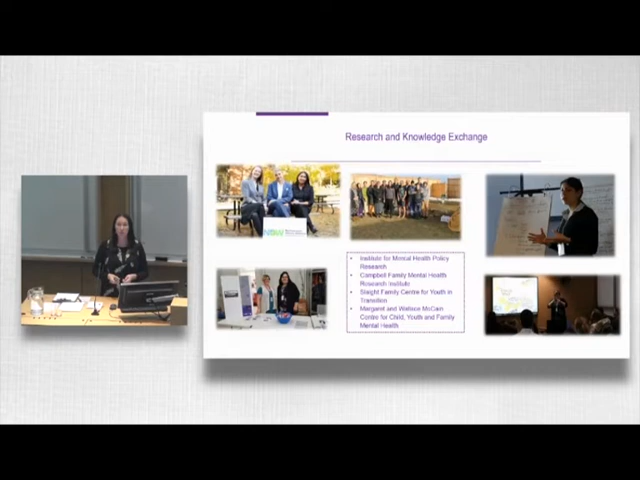 Research and Knowledge Exchange
• Institute for Mental Health Policy
Research
• Campbell Family Mental Health
Research Institute
• Slaight Family Centre for Youth in
Transition
• Margaret and Wallace McCain
Centre for Child, Youth and Family
Mental Health